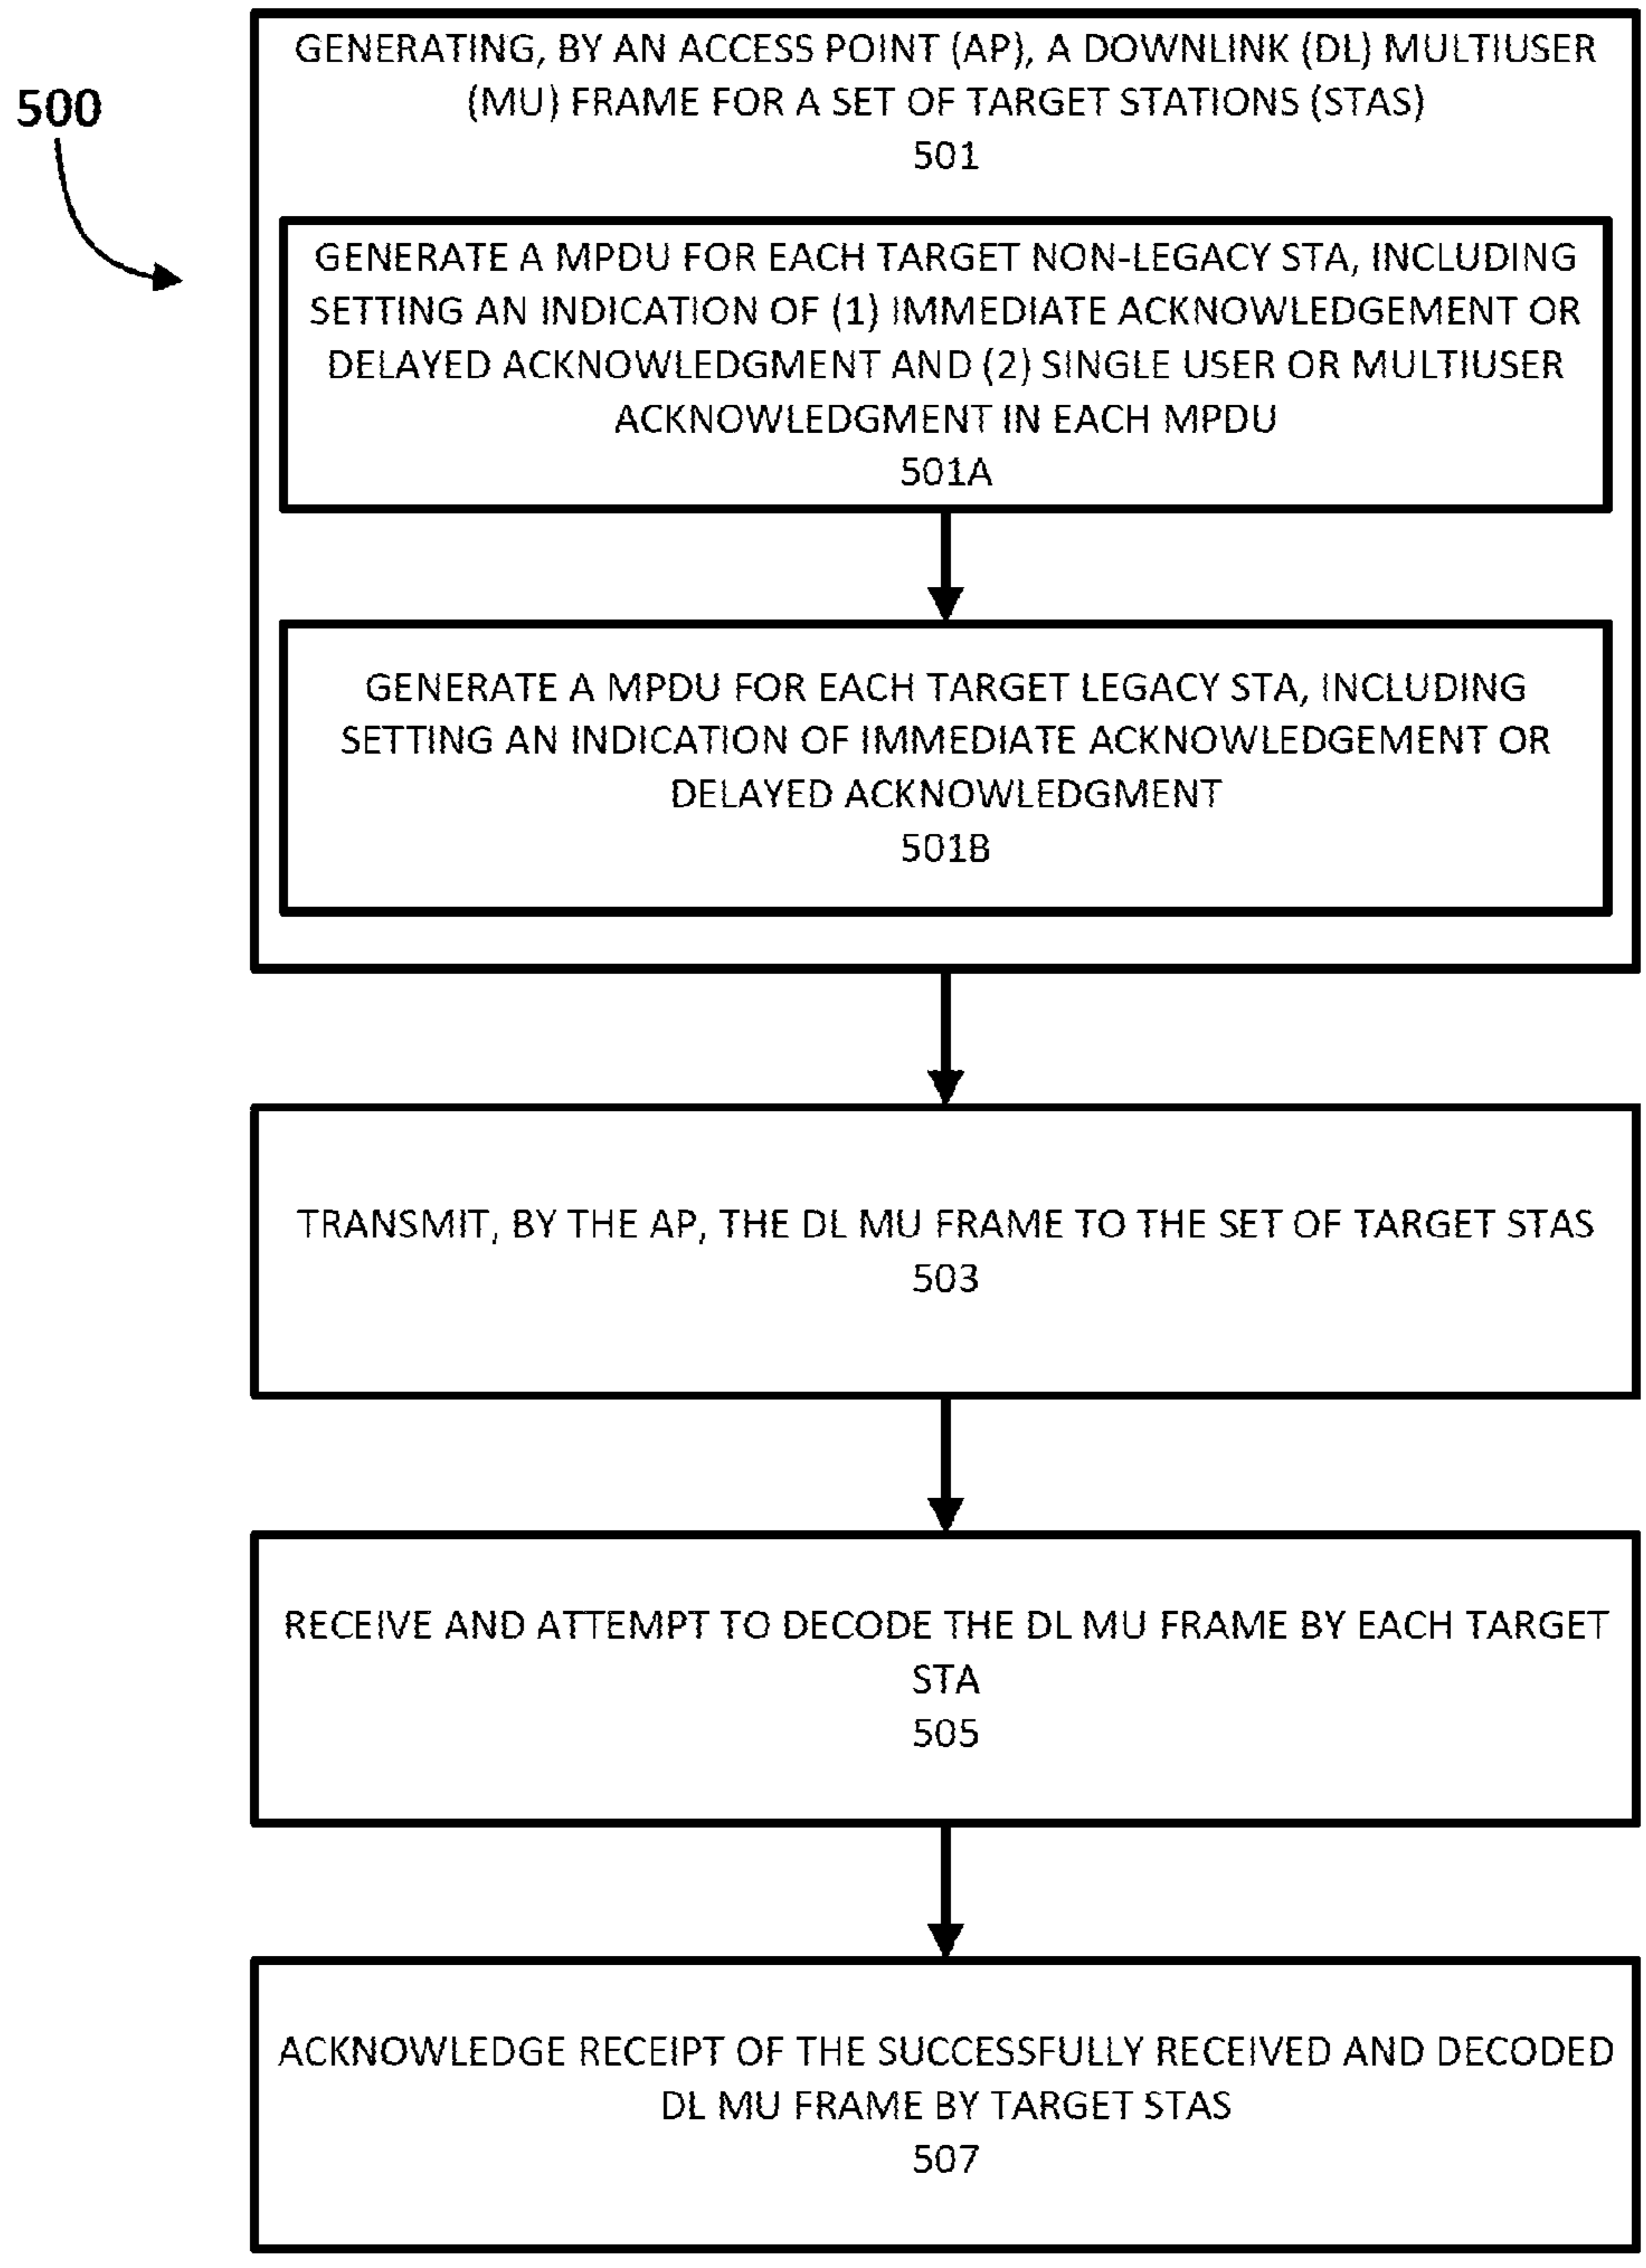 500
GENERATING, BY AN ACCESS POINT (AP), A DOWNLINK (DL) MULTIUSER
(MU) FRAME FOR A SET OF TARGET STATIONS (STAS)
501
GENERATE A MPDU FOR EACH TARGET NON-LEGACY STA, INCLUDING
SETTING AN INDICATION OF (1) IMMEDIATE ACKNOWLEDGEMENT OR
DELAYED ACKNOWLEDGMENT AND (2) SINGLE USER OR MULTIUSER
ACKNOWLEDGMENT IN EACH MPDU
501A
GENERATE A MPDU FOR EACH TARGET LEGACY STA, INCLUDING
SETTING AN INDICATION OF IMMEDIATE ACKNOWLEDGEMENT OR
DELAYED ACKNOWLEDGMENT
501B
TRANSMIT, BY THE AP, THE DL MU FRAME TO THE SET OF TARGET STAS
503
RECEIVE AND ATTEMPT TO DECODE THE DL MU FRAME BY EACH TARGET
STA
505
ACKNOWLEDGE RECEIPT OF THE SUCCESSFULLY RECEIVED AND DECODED
DL MU FRAME BY TARGET STAS
507